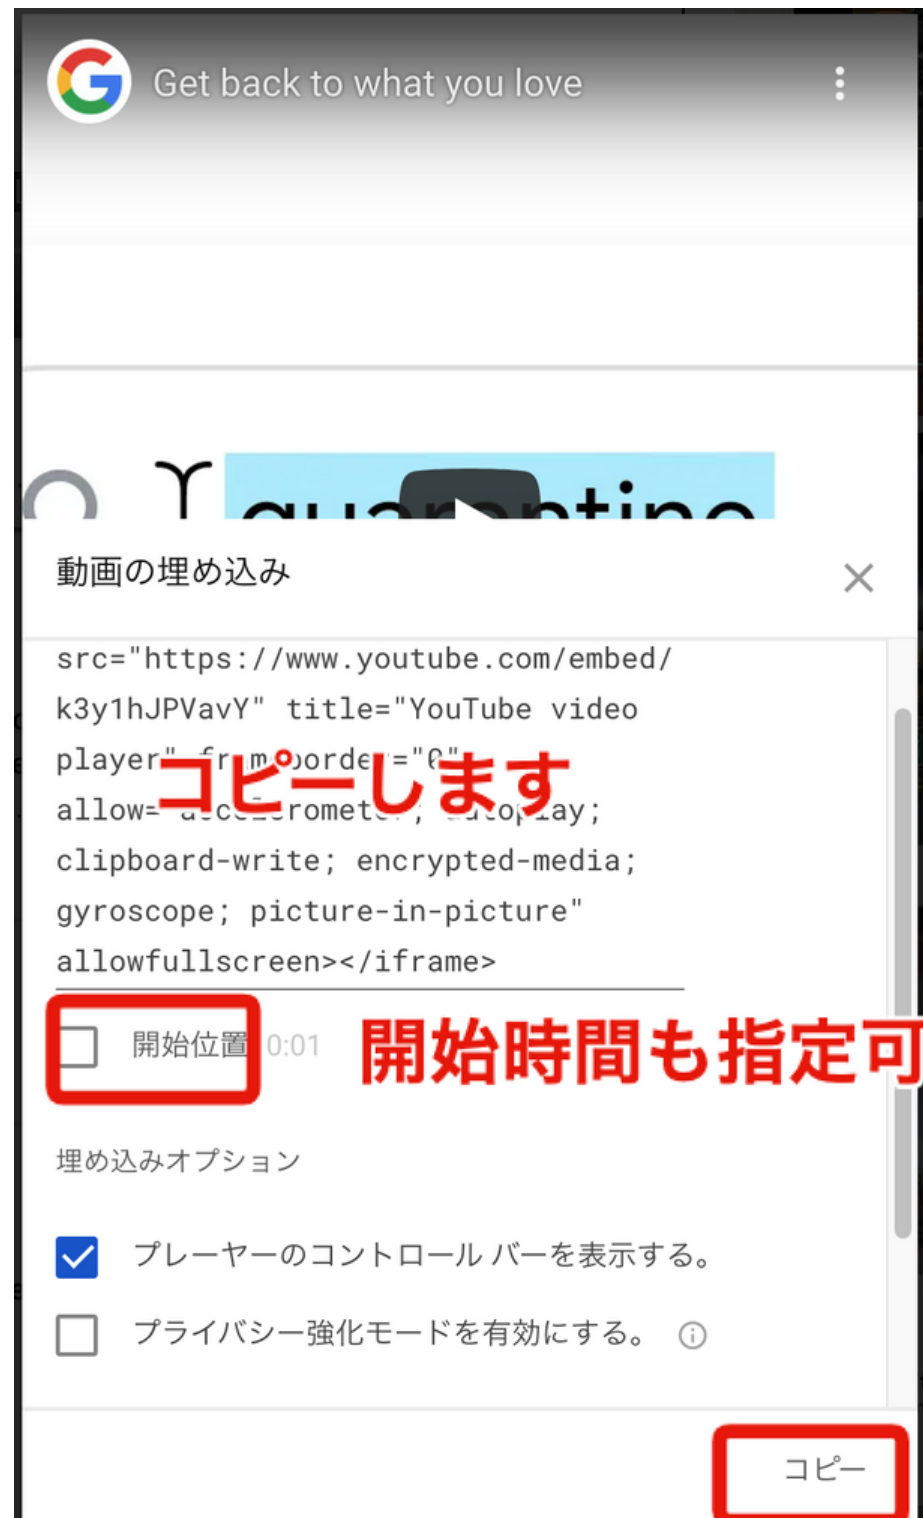 Get back to what you love
動画の埋め込み
src="https://www.youtube.com/embed/
k3y1hJPVavY" title="YouTube video
player" frameborder="0"
コピーします
allow="accelerometer; autoplay;
clipboard-write; encrypted-media;
gyroscope; picture-in-picture"
allowfullscreen></iframe>
開始位置 0:01
開始時間も指定可
埋め込みオプション
プレーヤーのコントロール バーを表示する。
プライバシー強化モードを有効にする。
コピー